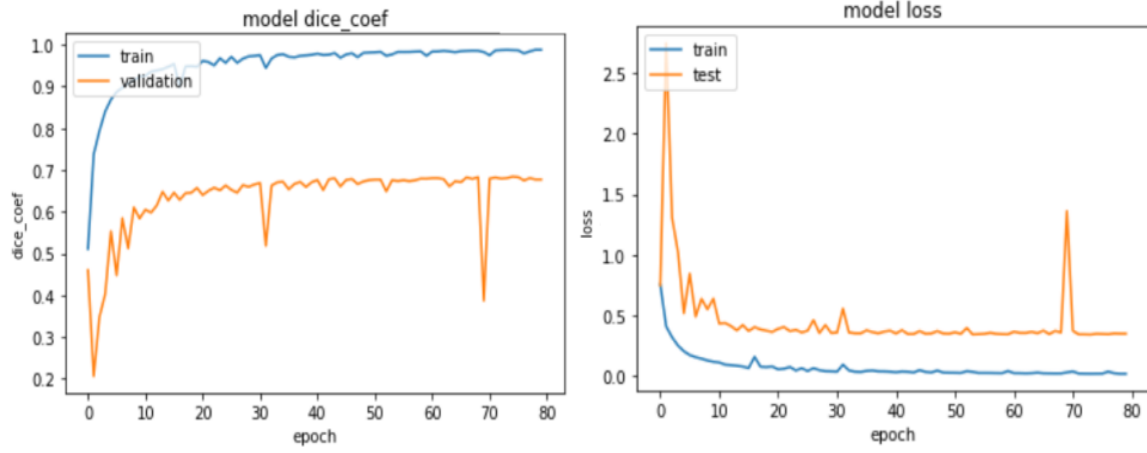 model dice_coef
train
validation
1.0
0.9
0.8
0.7
0.6
0.5
0.4
0.3
0.2
dice_coef
0 10 20 30 40 50 60 70 80
epoch
model loss
train
test
2.5
2.0
1.5
1.0
0.5
0.0
loss
0 10 20 30 40 50 60 70 80
epoch